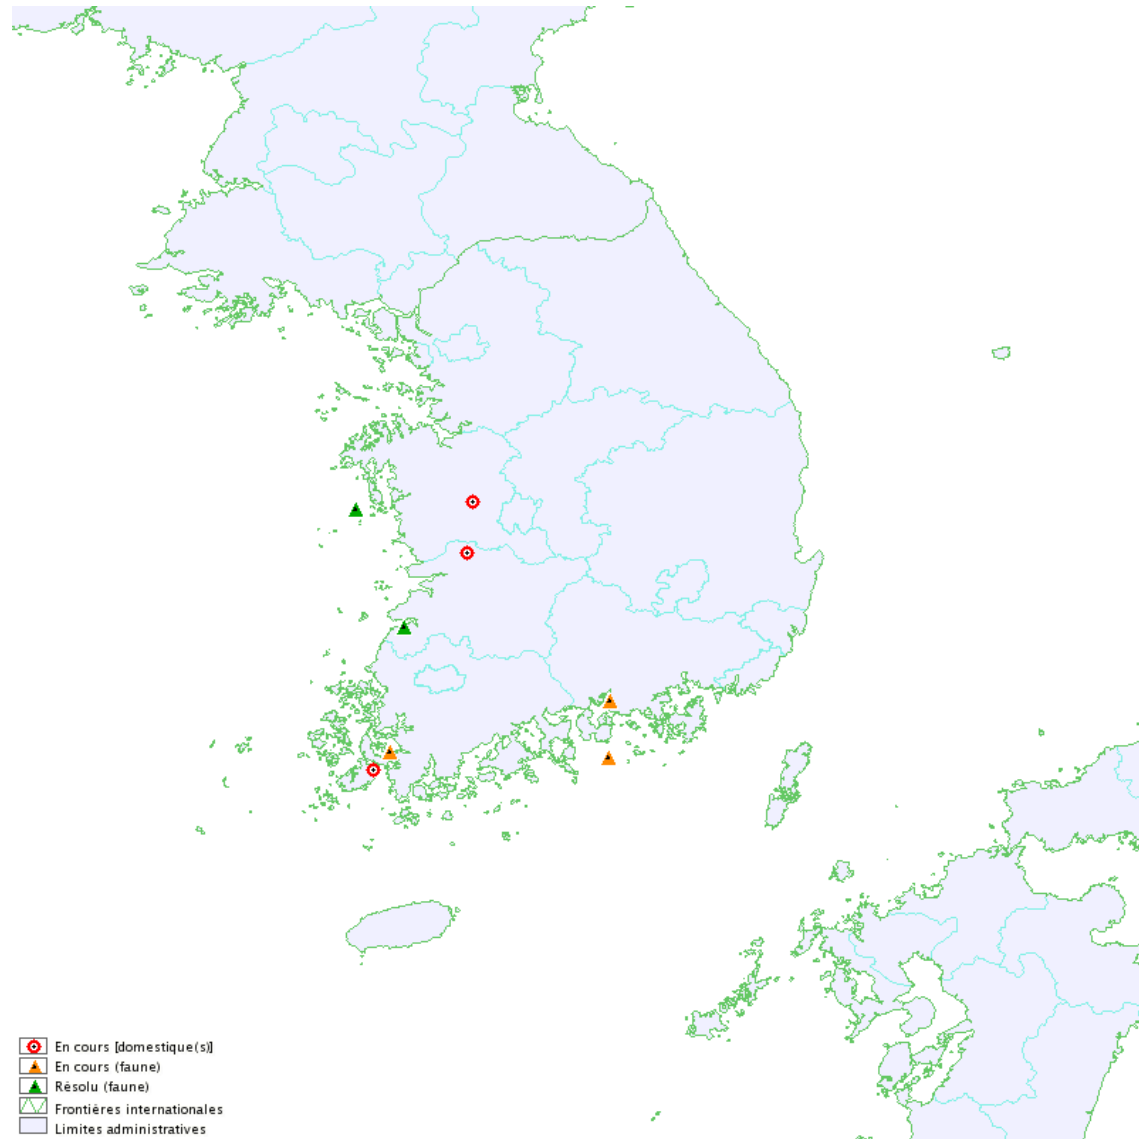 En cours [domestique(s)]
En cours (faune)
Résolu (faune)
Frontières internationales
Limites administratives